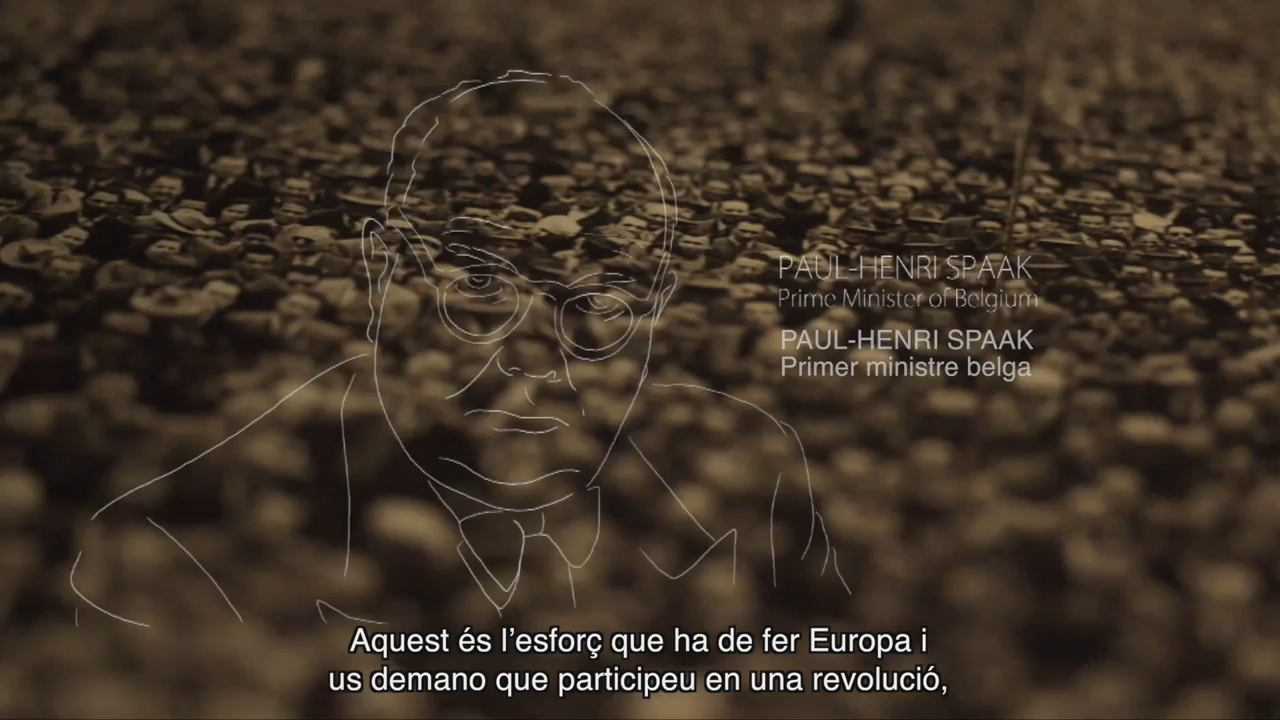 PAUL-HENRI SPAAK
Prime Minister of Belgium
PAUL-HENRI SPAAK
Primer ministre belga
Aquest és l'esforç que ha de fer Europa i
us demano que participeu en una revolució,